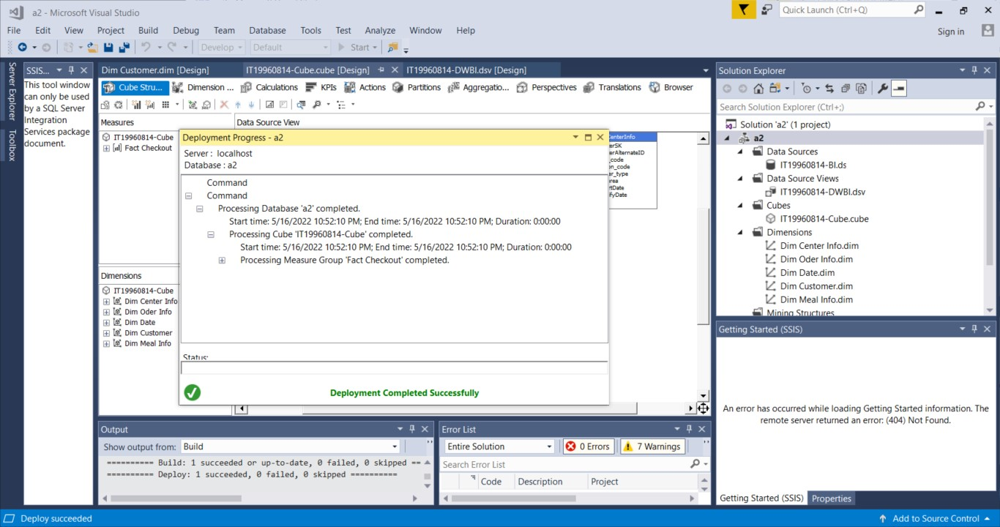 a2 - Microsoft Visual Studio
Quick Launch (Ctrl+Q)
File Edit View Project Build Debug Team Database Tools Test Analyze Window Help
Sign in
Develop Default Start
Server Explorer
Toolbox
SSIS...
This tool window
can only be used
by a SQL Server
Integration
Services package
document.
Dim Customer.dim [Design] IT19960814-Cube.cube [Design] IT19960814-DWBI.dsv [Design]
Cube Stru... Dimension ... Calculations KPIs Actions Partitions Aggregatio... Perspectives Translations Browser
Measures
IT19960814-Cube
Fact Checkout
Data Source View
CenterInfo
erSK
erAlternateID
_code
on_code
er_type
rea
rtDate
ifyDate
Deployment Progress - a2
Server : localhost
Database : a2
Command
Command
Processing Database 'a2' completed.
Start time: 5/16/2022 10:52:10 PM; End time: 5/16/2022 10:52:10 PM; Duration: 0:00:00
Processing Cube 'IT19960814-Cube' completed.
Start time: 5/16/2022 10:52:10 PM; End time: 5/16/2022 10:52:10 PM; Duration: 0:00:00
Processing Measure Group 'Fact Checkout' completed.
Status:
Deployment Completed Successfully
Dimensions
IT19960814-Cube
Dim Center Info
Dim Oder Info
Dim Date
Dim Customer
Dim Meal Info
Output
Show output from: Build
========== Build: 1 succeeded or up-to-date, 0 failed, 0 skipped ==
========== Deploy: 1 succeeded, 0 failed, 0 skipped ==========
Error List
Entire Solution 0 Errors 7 Warnings
Search Error List
Code Description Project
Solution Explorer
Search Solution Explorer (Ctrl+;)
Solution 'a2' (1 project)
a2
Data Sources
IT19960814-BI.ds
Data Source Views
IT19960814-DWBI.dsv
Cubes
IT19960814-Cube.cube
Dimensions
Dim Center Info.dim
Dim Oder Info.dim
Dim Date.dim
Dim Customer.dim
Dim Meal Info.dim
Mining Structures
Getting Started (SSIS)
An error has occurred while loading Getting Started information. The
remote server returned an error: (404) Not Found.
Getting Started (SSIS) Properties
Deploy succeeded
Add to Source Control